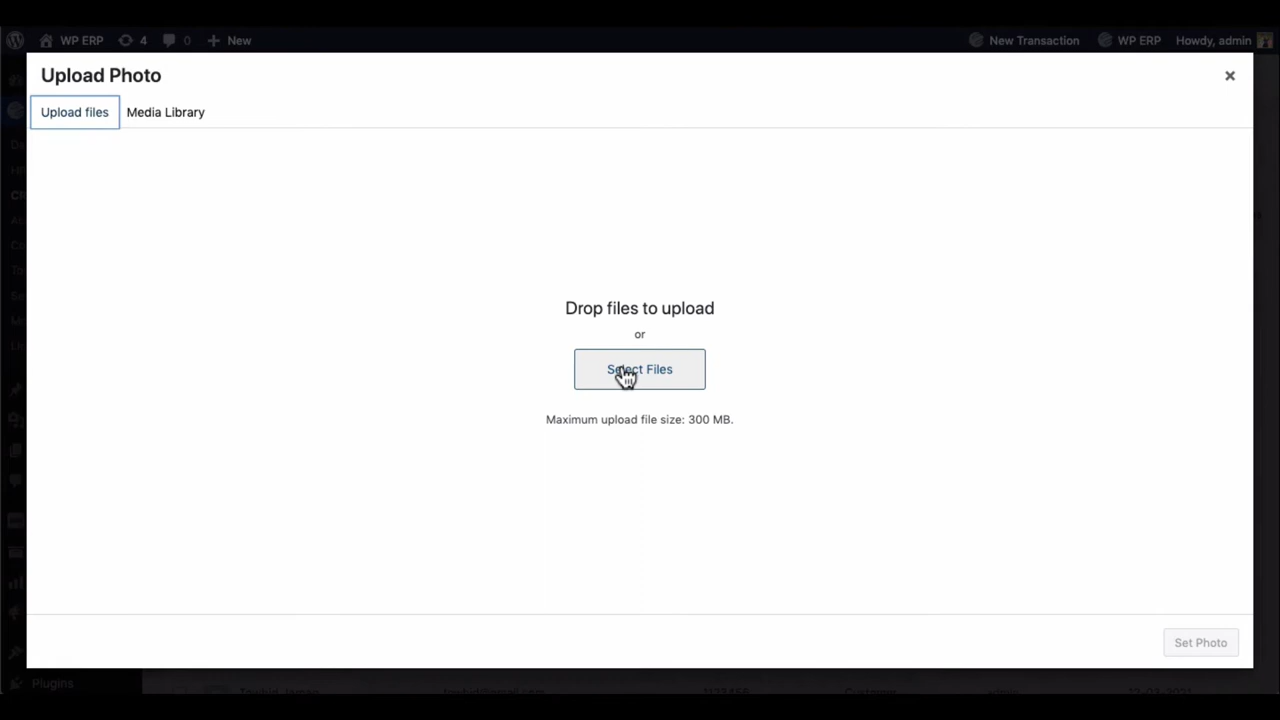 WP ERP 4 0 New New Transaction WP ERP Howdy, admin
Upload Photo
Upload files Media Library
Drop files to upload
or
Select Files
Maximum upload file size: 300 MB.
Set Photo
Plugins